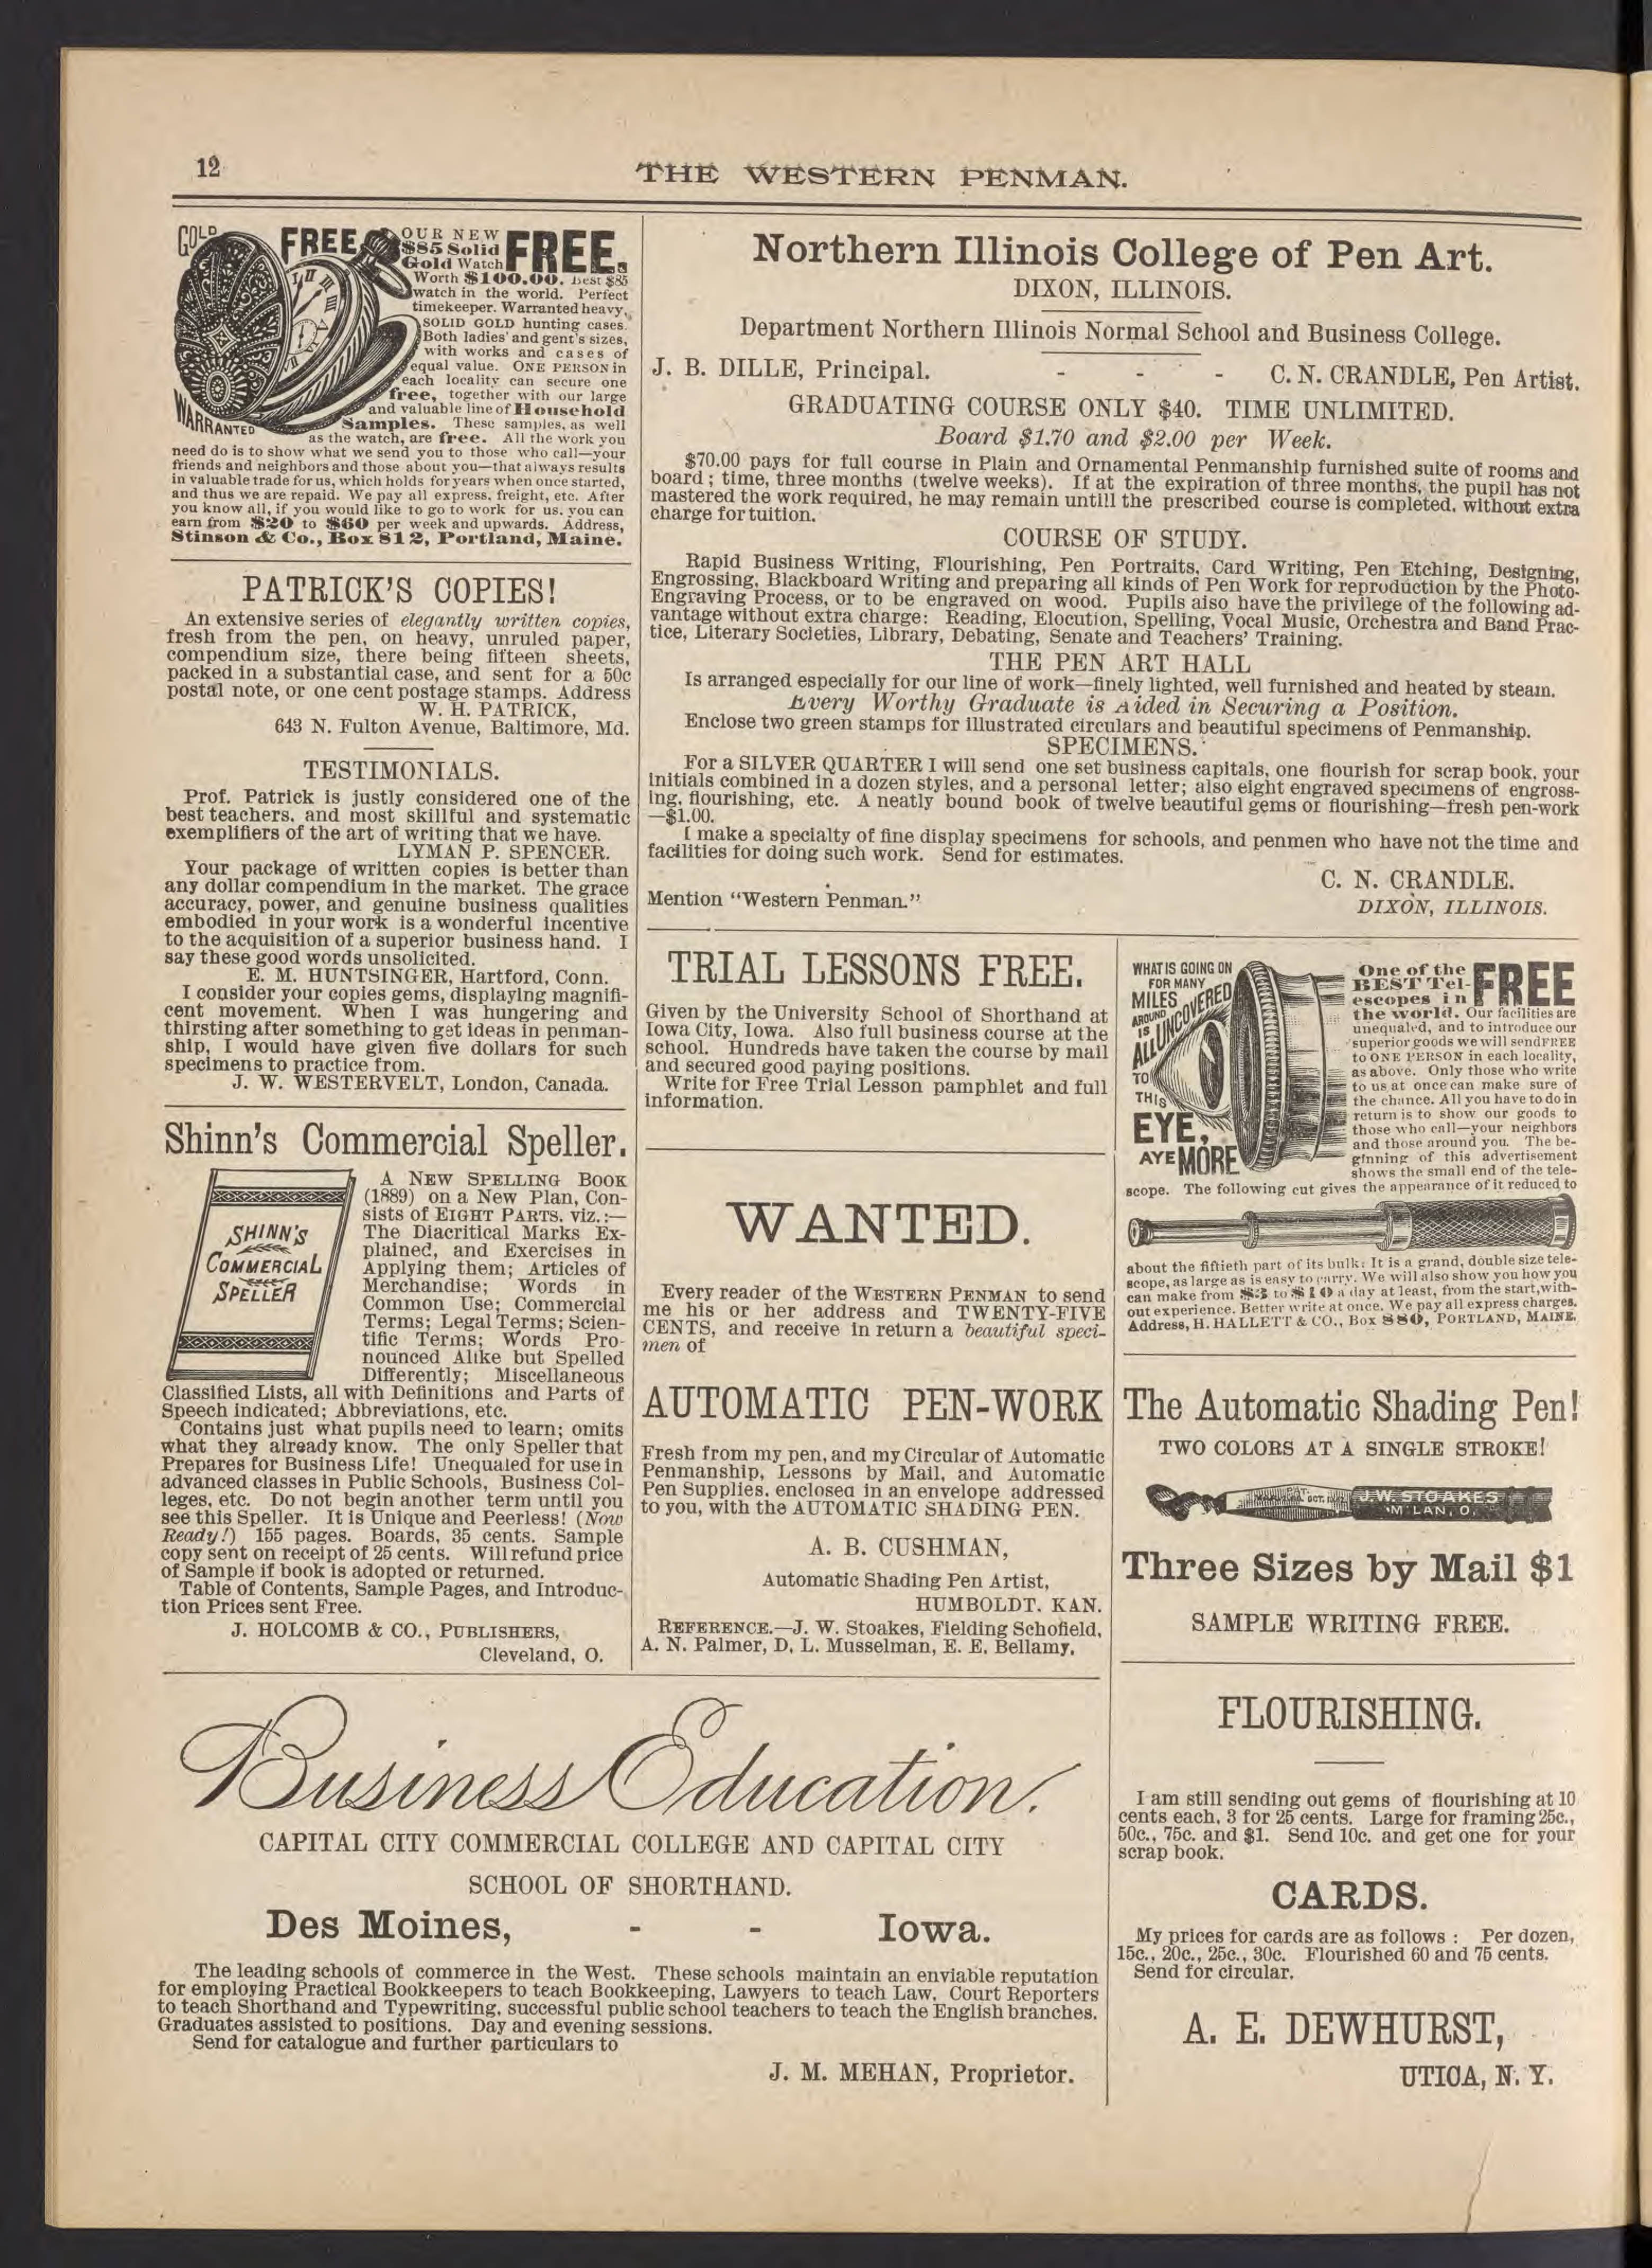 12
THE WESTERN PENMAN.
GOLD
WARRANTED
FREE
OUR NEW
$85 Solid
Gold Watch
FREE.
Worth $100.00. Best $85
watch in the world. Perfect
timekeeper. Warranted heavy,
SOLID GOLD hunting cases.
Both ladies' and gent's sizes,
with works and cases of
equal value. ONE PERSON in
each locality can secure one
free, together with our large
and valuable line of Household
Samples. These samples, as well
as the watch, are free. All the work you
need do is to show what we send you to those who call—your
friends and neighbors and those about you—that always results
in valuable trade for us, which holds for years when once started,
and thus we are repaid. We pay all express, freight, etc. After
you know all, if you would like to go to work for us, you can
earn from $20 to $60 per week and upwards. Address,
Stinson & Co., Box 812, Portland, Maine.
PATRICK'S COPIES!
An extensive series of elegantly written copies,
fresh from the pen, on heavy, unruled paper,
compendium size, there being fifteen sheets,
packed in a substantial case, and sent for a 50c
postal note, or one cent postage stamps. Address
W. H. PATRICK,
643 N. Fulton Avenue, Baltimore, Md.
TESTIMONIALS.
Prof. Patrick is justly considered one of the
best teachers, and most skillful and systematic
exemplifiers of the art of writing that we have.
LYMAN P. SPENCER.
Your package of written copies is better than
any dollar compendium in the market. The grace
accuracy, power, and genuine business qualities
embodied in your work is a wonderful incentive
to the acquisition of a superior business hand. I
say these good words unsolicited.
E. M. HUNTSINGER, Hartford, Conn.
I consider your copies gems, displaying magnifi-
cent movement. When I was hungering and
thirsting after something to get ideas in penman-
ship, I would have given five dollars for such
specimens to practice from.
J. W. WESTERVELT, London, Canada.
Shinn's Commercial Speller.
SHINN'S
COMMERCIAL
SPELLER
A NEW SPELLING BOOK
(1889) on a New Plan, Con-
sists of EIGHT PARTS, viz.:—
The Diacritical Marks Ex-
plained, and Exercises in
Applying them; Articles of
Merchandise; Words in
Common Use; Commercial
Terms; Legal Terms; Scien-
tific Terms; Words Pro-
nounced Alike but Spelled
Differently; Miscellaneous
Classified Lists, all with Definitions and Parts of
Speech indicated; Abbreviations, etc.
Contains just what pupils need to learn; omits
what they already know. The only Speller that
Prepares for Business Life! Unequaled for use in
advanced classes in Public Schools, Business Col-
leges, etc. Do not begin another term until you
see this Speller. It is Unique and Peerless! (Now
Ready!) 155 pages. Boards, 35 cents. Sample
copy sent on receipt of 25 cents. Will refund price
of Sample if book is adopted or returned.
Table of Contents, Sample Pages, and Introduc-
tion Prices sent Free.
J. HOLCOMB & CO., PUBLISHERS,
Cleveland, O.
Northern Illinois College of Pen Art.
DIXON, ILLINOIS.
Department Northern Illinois Normal School and Business College.
J. B. DILLE, Principal. - - - C. N. CRANDLE, Pen Artist.
GRADUATING COURSE ONLY $40. TIME UNLIMITED.
Board $1.70 and $2.00 per Week.
$70.00 pays for full course in Plain and Ornamental Penmanship furnished suite of rooms and
board; time, three months (twelve weeks). If at the expiration of three months, the pupil has not
mastered the work required, he may remain untill the prescribed course is completed, without extra
charge for tuition.
COURSE OF STUDY.
Rapid Business Writing, Flourishing, Pen Portraits, Card Writing, Pen Etching, Designing,
Engrossing, Blackboard Writing and preparing all kinds of Pen Work for reproduction by the Photo-
Engraving Process, or to be engraved on wood. Pupils also have the privilege of the following ad-
vantage without extra charge: Reading, Elocution, Spelling, Vocal Music, Orchestra and Band Prac-
tice, Literary Societies, Library, Debating, Senate and Teachers' Training.
THE PEN ART HALL
Is arranged especially for our line of work—finely lighted, well furnished and heated by steam.
Every Worthy Graduate is Aided in Securing a Position.
Enclose two green stamps for illustrated circulars and beautiful specimens of Penmanship.
SPECIMENS.
For a SILVER QUARTER I will send one set business capitals, one flourish for scrap book, your
initials combined in a dozen styles, and a personal letter; also eight engraved specimens of engross-
ing, flourishing, etc. A neatly bound book of twelve beautiful gems of flourishing—fresh pen-work
—$1.00.
I make a specialty of fine display specimens for schools, and penmen who have not the time and
facilities for doing such work. Send for estimates.
C. N. CRANDLE.
Mention "Western Penman."
DIXON, ILLINOIS.
TRIAL LESSONS FREE.
Given by the University School of Shorthand at
Iowa City, Iowa. Also full business course at the
school. Hundreds have taken the course by mail
and secured good paying positions.
Write for Free Trial Lesson pamphlet and full
information.
WANTED.
Every reader of the WESTERN PENMAN to send
me his or her address and TWENTY-FIVE
CENTS, and receive in return a beautiful speci-
men of
AUTOMATIC PEN-WORK
Fresh from my pen, and my Circular of Automatic
Penmanship, Lessons by Mail, and Automatic
Pen Supplies, enclosed in an envelope addressed
to you, with the AUTOMATIC SHADING PEN.
A. B. CUSHMAN,
Automatic Shading Pen Artist,
HUMBOLDT, KAN.
REFERENCE.—J. W. Stoakes, Fielding Schofield,
A. N. Palmer, D. L. Musselman, E. E. Bellamy.
WHAT IS GOING ON
FOR MANY
MILES
AROUND
IS
UNCOVERED
ALL
TO
THIS
EYE,
AYE MORE
One of the
BEST Tel-
escopes in
FREE
the world. Our facilities are
unequaled, and to introduce our
superior goods we will send FREE
to ONE PERSON in each locality,
as above. Only those who write
to us at once can make sure of
the chance. All you have to do in
return is to show our goods to
those who call—your neighbors
and those around you. The be-
ginning of this advertisement
shows the small end of the tele-
scope. The following cut gives the appearance of it reduced to
about the fiftieth part of its bulk. It is a grand, double size tele-
scope, as large as is easy to carry. We will also show you how you
can make from $3 to $10 a day at least, from the start, with-
out experience. Better write at once. We pay all express charges.
Address, H. HALLETT & CO., Box 880, PORTLAND, MAINE.
The Automatic Shading Pen!
TWO COLORS AT A SINGLE STROKE!
J.W. STOAKES
MILAN, O.
Three Sizes by Mail $1
SAMPLE WRITING FREE.
FLOURISHING.
I am still sending out gems of flourishing at 10
cents each, 3 for 25 cents. Large for framing 25c.,
50c., 75c. and $1. Send 10c. and get one for your
scrap book.
CARDS.
My prices for cards are as follows: Per dozen,
15c., 20c., 25c., 30c. Flourished 60 and 75 cents.
Send for circular.
A. E. DEWHURST,
UTICA, N. Y.
Business Education.
CAPITAL CITY COMMERCIAL COLLEGE AND CAPITAL CITY
SCHOOL OF SHORTHAND.
Des Moines, - - Iowa.
The leading schools of commerce in the West. These schools maintain an enviable reputation
for employing Practical Bookkeepers to teach Bookkeeping, Lawyers to teach Law, Court Reporters
to teach Shorthand and Typewriting, successful public school teachers to teach the English branches.
Graduates assisted to positions. Day and evening sessions.
Send for catalogue and further particulars to
J. M. MEHAN, Proprietor.